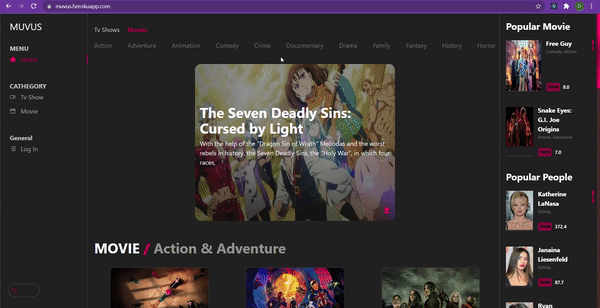 muvus.herokuapp.com
MUVUS
MENU
CATHEGORY
Tv Show
Movie
General
Log In
Tv Shows Movies
Action Adventure Animation Comedy Crime Documentary Drama Family Fantasy History Horror
The Seven Deadly Sins:
Cursed by Light
With the help of the "Dragon Sin of Wrath" Meliodas and the worst
rebels in history, the Seven Deadly Sins, the "Holy War", in which four
races,
MOVIE / Action & Adventure
Popular Movie
Free Guy
Comedy, Action
8.0
Snake Eyes:
G.I. Joe
Origins
Action, Adventure
7.0
Popular People
Katherine
LaNasa
Acting
372.4
Janaina
Liesenfeld
Acting
87.7
Ryan